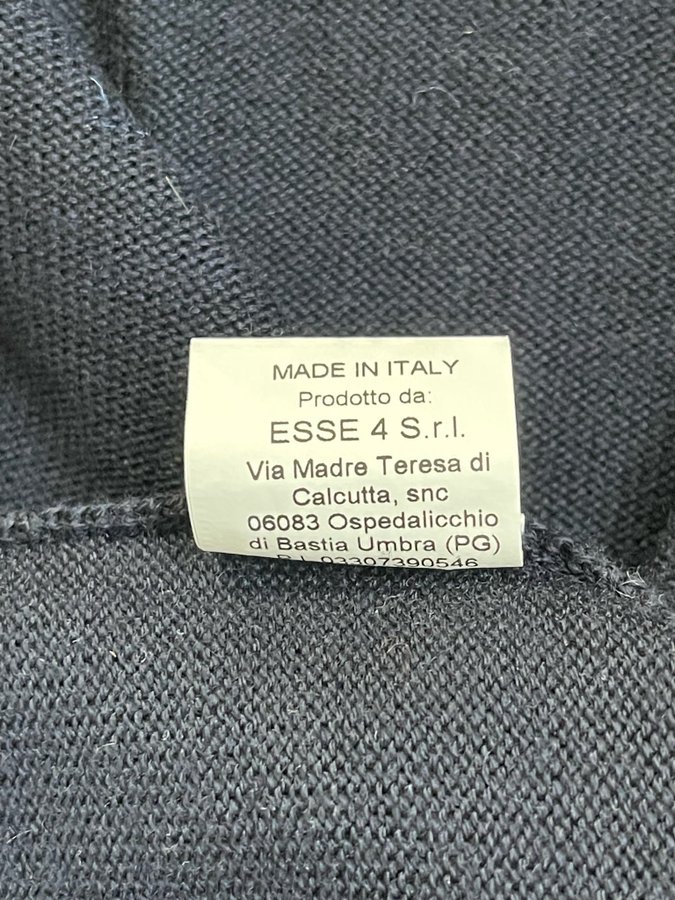 MADE IN ITALY
Prodotto da:
ESSE 4 S.r.l.
Via Madre Teresa di
Calcutta, snc
06083 Ospedalicchio
di Bastia Umbra (PG)
P.I. 03307390546